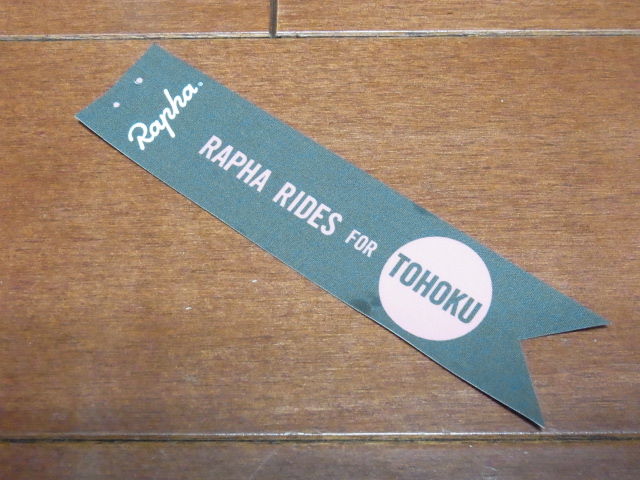 Rapha.
RAPHA RIDES FOR TOHOKU